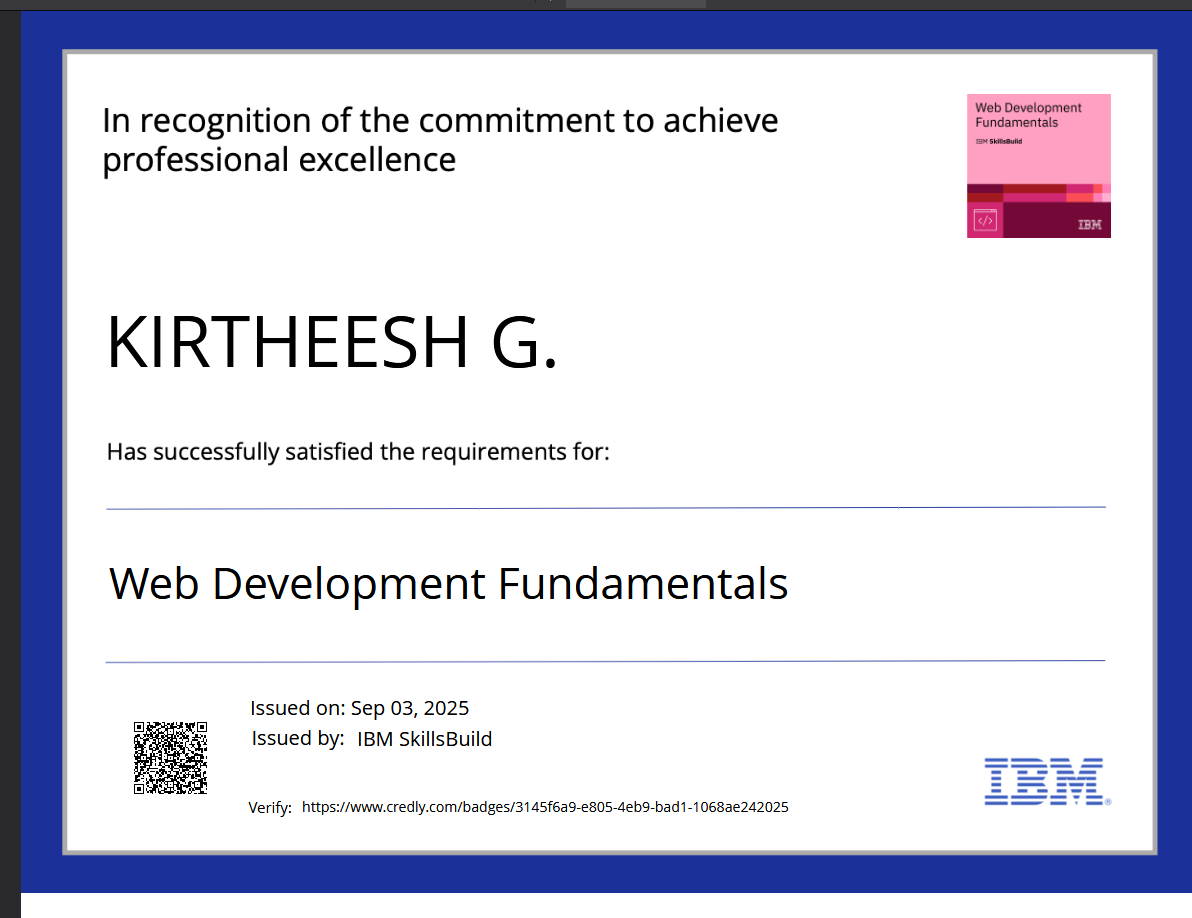 In recognition of the commitment to achieve
professional excellence
Web Development
Fundamentals
IBM SkillsBuild
</>
IBM
KIRTHEESH G.
Has successfully satisfied the requirements for:
Web Development Fundamentals
Issued on: Sep 03, 2025
Issued by: IBM SkillsBuild
Verify: https://www.credly.com/badges/3145f6a9-e805-4eb9-bad1-1068ae242025
IBM®